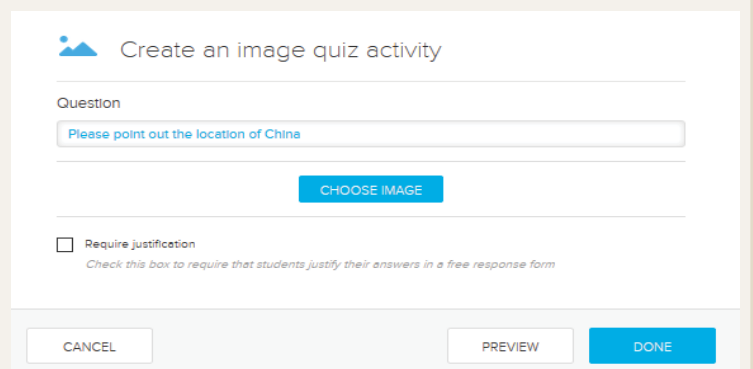 Create an image quiz activity
Question
Please point out the location of China
CHOOSE IMAGE
Require justification
Check this box to require that students justify their answers in a free response form
CANCEL
PREVIEW
DONE